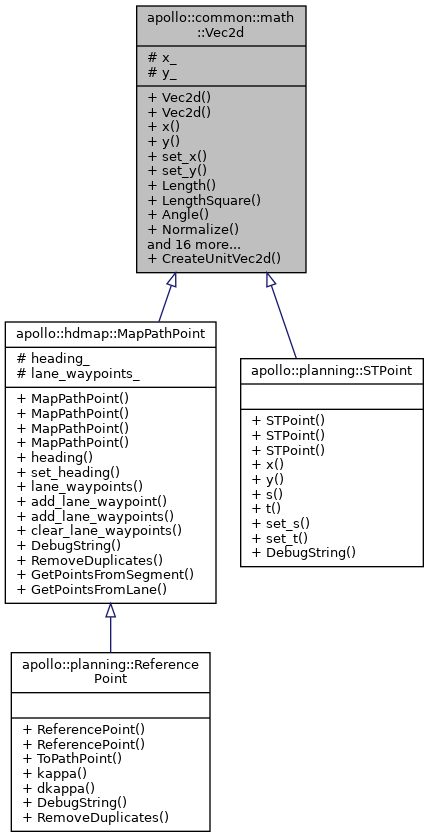 apollo::common::math
::Vec2d
# x_
# y_
+ Vec2d()
+ Vec2d()
+ x()
+ y()
+ set_x()
+ set_y()
+ Length()
+ LengthSquare()
+ Angle()
+ Normalize()
and 16 more...
+ CreateUnitVec2d()
apollo::hdmap::MapPathPoint
# heading_
# lane_waypoints_
+ MapPathPoint()
+ MapPathPoint()
+ MapPathPoint()
+ MapPathPoint()
+ heading()
+ set_heading()
+ lane_waypoints()
+ add_lane_waypoint()
+ add_lane_waypoints()
+ clear_lane_waypoints()
+ DebugString()
+ RemoveDuplicates()
+ GetPointsFromSegment()
+ GetPointsFromLane()
apollo::planning::STPoint
+ STPoint()
+ STPoint()
+ STPoint()
+ x()
+ y()
+ s()
+ t()
+ set_s()
+ set_t()
+ DebugString()
apollo::planning::Reference
Point
+ ReferencePoint()
+ ReferencePoint()
+ ToPathPoint()
+ kappa()
+ dkappa()
+ DebugString()
+ RemoveDuplicates()